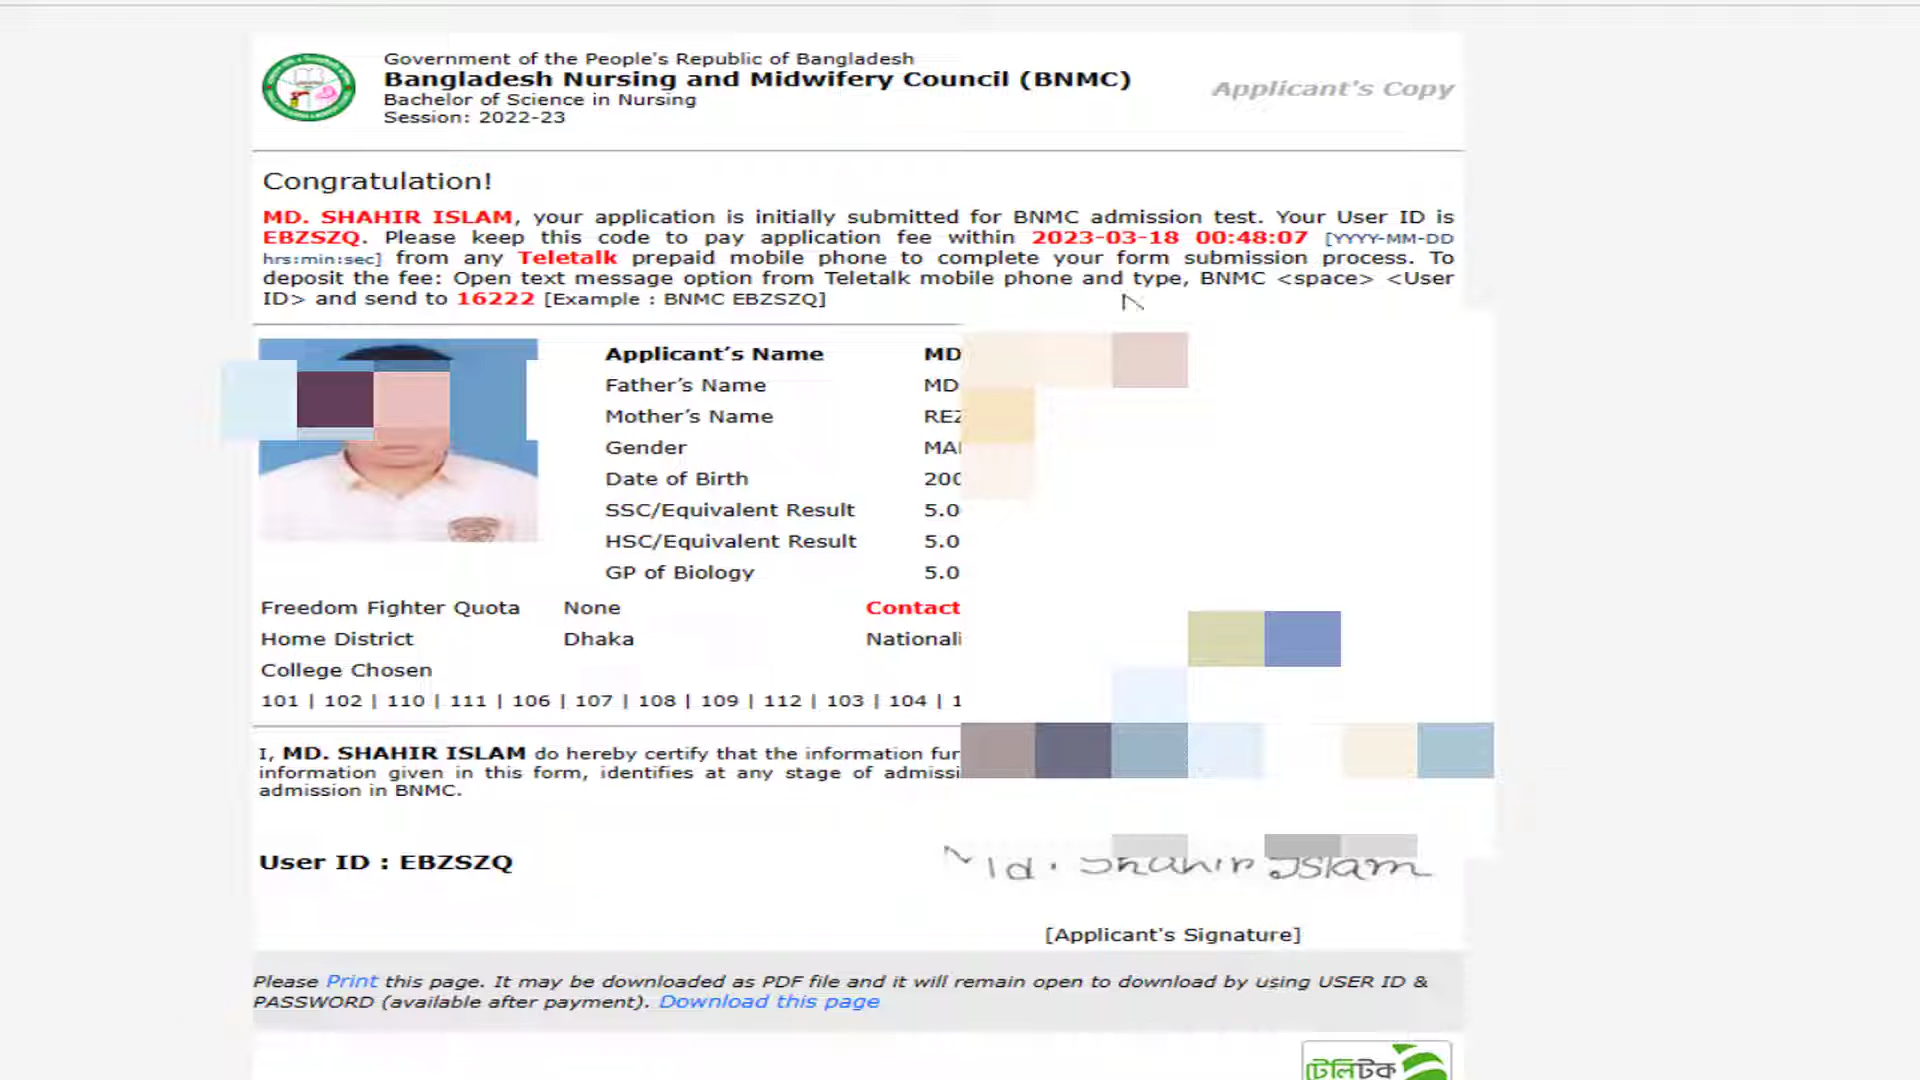 Government of the People's Republic of Bangladesh
Bangladesh Nursing and Midwifery Council (BNMC)
Bachelor of Science in Nursing
Session: 2022-23
Applicant's Copy
Congratulation!
MD. SHAHIR ISLAM, your application is initially submitted for BNMC admission test. Your User ID is
EBZSZQ. Please keep this code to pay application fee within 2023-03-18 00:48:07 [YYYY-MM-DD
hrs:min:sec] from any Teletalk prepaid mobile phone to complete your form submission process. To
deposit the fee: Open text message option from Teletalk mobile phone and type, BNMC <space> <User
ID> and send to 16222 [Example : BNMC EBZSZQ]
Applicant's Name MD
Father's Name MD
Mother's Name
Gender
Date of Birth
SSC/Equivalent Result 5.0
HSC/Equivalent Result 5.0
GP of Biology 5.0
Freedom Fighter Quota None Contact
Home District Dhaka
College Chosen
101 | 102 | 110 | 111 | 106 | 107 | 108 | 109 | 112 | 103 | 104 | 1
I, MD. SHAHIR ISLAM do hereby certify that the information
information given in this form, identifies at any stage of
admission in BNMC.
User ID : EBZSZQ
Md. Shahir Islam
[Applicant's Signature]
Please Print this page. It may be downloaded as PDF file and it will remain open to download by using USER ID &
PASSWORD (available after payment). Download this page
টেলিটক